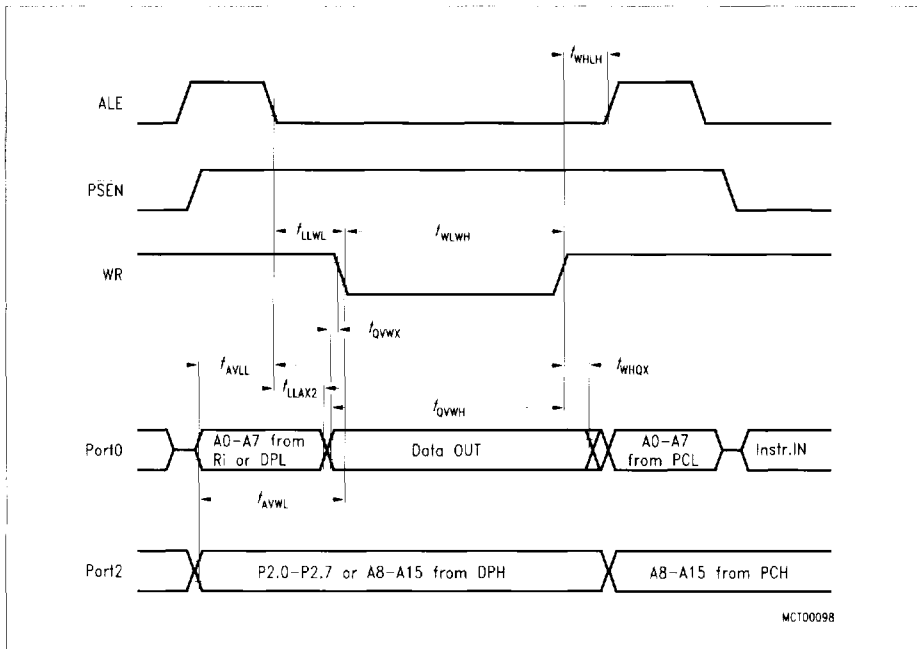 tWHLH
ALE
PSEN
tLLWL
tWLWH
WR
tQVWX
tAVLL
tWHQX
tLLAX2
tQVWH
Port0
A0-A7 from
Ri or DPL
Data OUT
A0-A7
from PCL
Instr.IN
tAVWL
Port2
P2.0-P2.7 or A8-A15 from DPH
A8-A15 from PCH
MCT00098